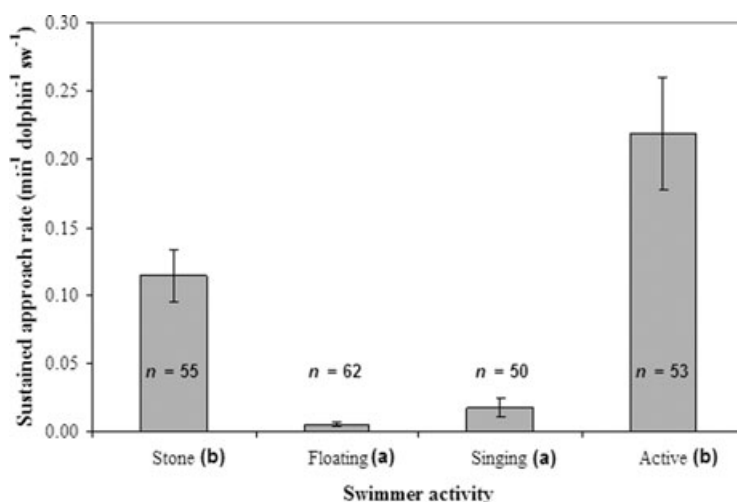 Sustained approach rate (min⁻¹ dolphin⁻¹ sw⁻¹)
0.30
0.25
0.20
0.15
0.10
0.05
0.00
n = 55
n = 62
n = 50
n = 53
Stone (b)
Floating (a)
Singing (a)
Active (b)
Swimmer activity